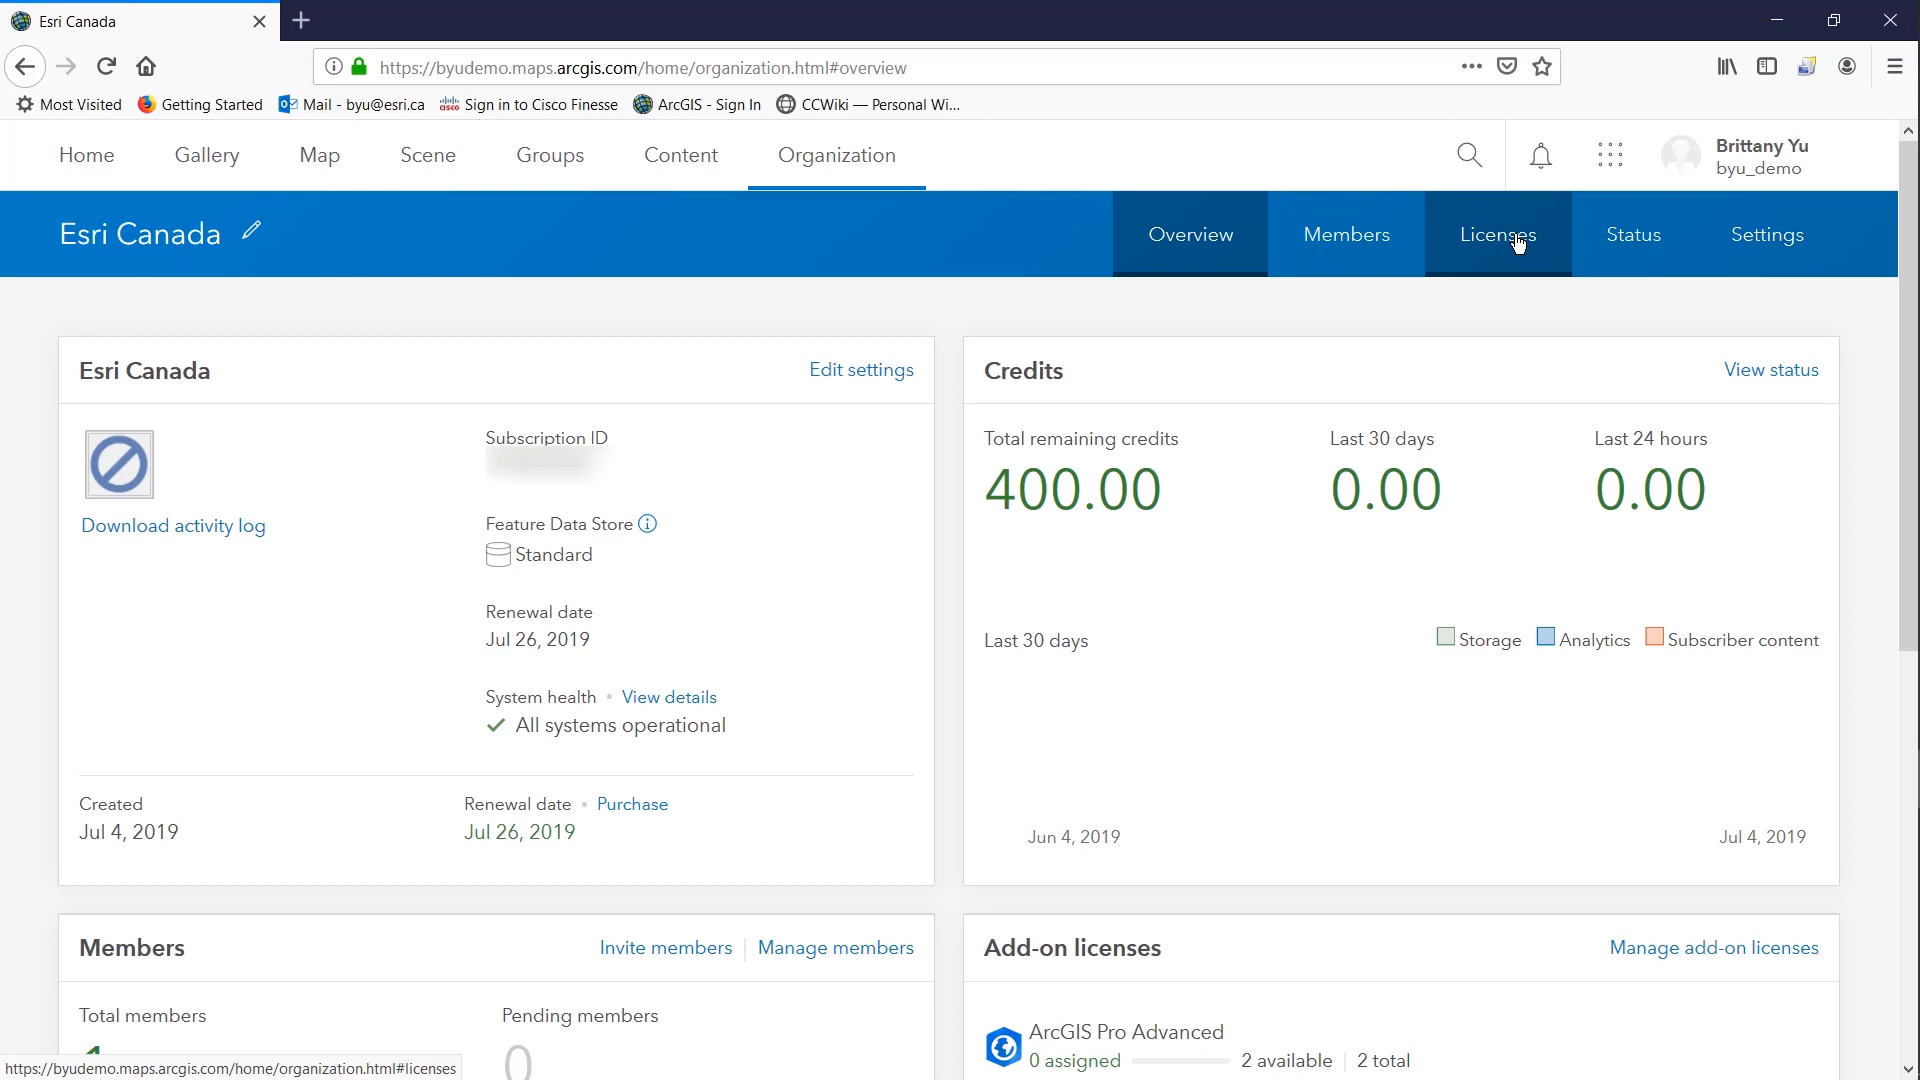 Esri Canada
https://byudemo.maps.arcgis.com/home/organization.html#overview
Most Visited Getting Started Mail - byu@esri.ca Sign in to Cisco Finesse ArcGIS - Sign In CCWiki — Personal Wi...
Home Gallery Map Scene Groups Content Organization
Brittany Yu
byu_demo
Esri Canada Overview Members Licenses Status Settings
Esri Canada Edit settings
Download activity log
Subscription ID
Feature Data Store
Standard
Renewal date
Jul 26, 2019
System health • View details
All systems operational
Created
Jul 4, 2019
Renewal date • Purchase
Jul 26, 2019
Credits View status
Total remaining credits Last 30 days Last 24 hours
400.00 0.00 0.00
Last 30 days Storage Analytics Subscriber content
Jun 4, 2019 Jul 4, 2019
Members Invite members Manage members
Total members Pending members
0
Add-on licenses Manage add-on licenses
ArcGIS Pro Advanced
0 assigned 2 available 2 total
https://byudemo.maps.arcgis.com/home/organization.html#licenses